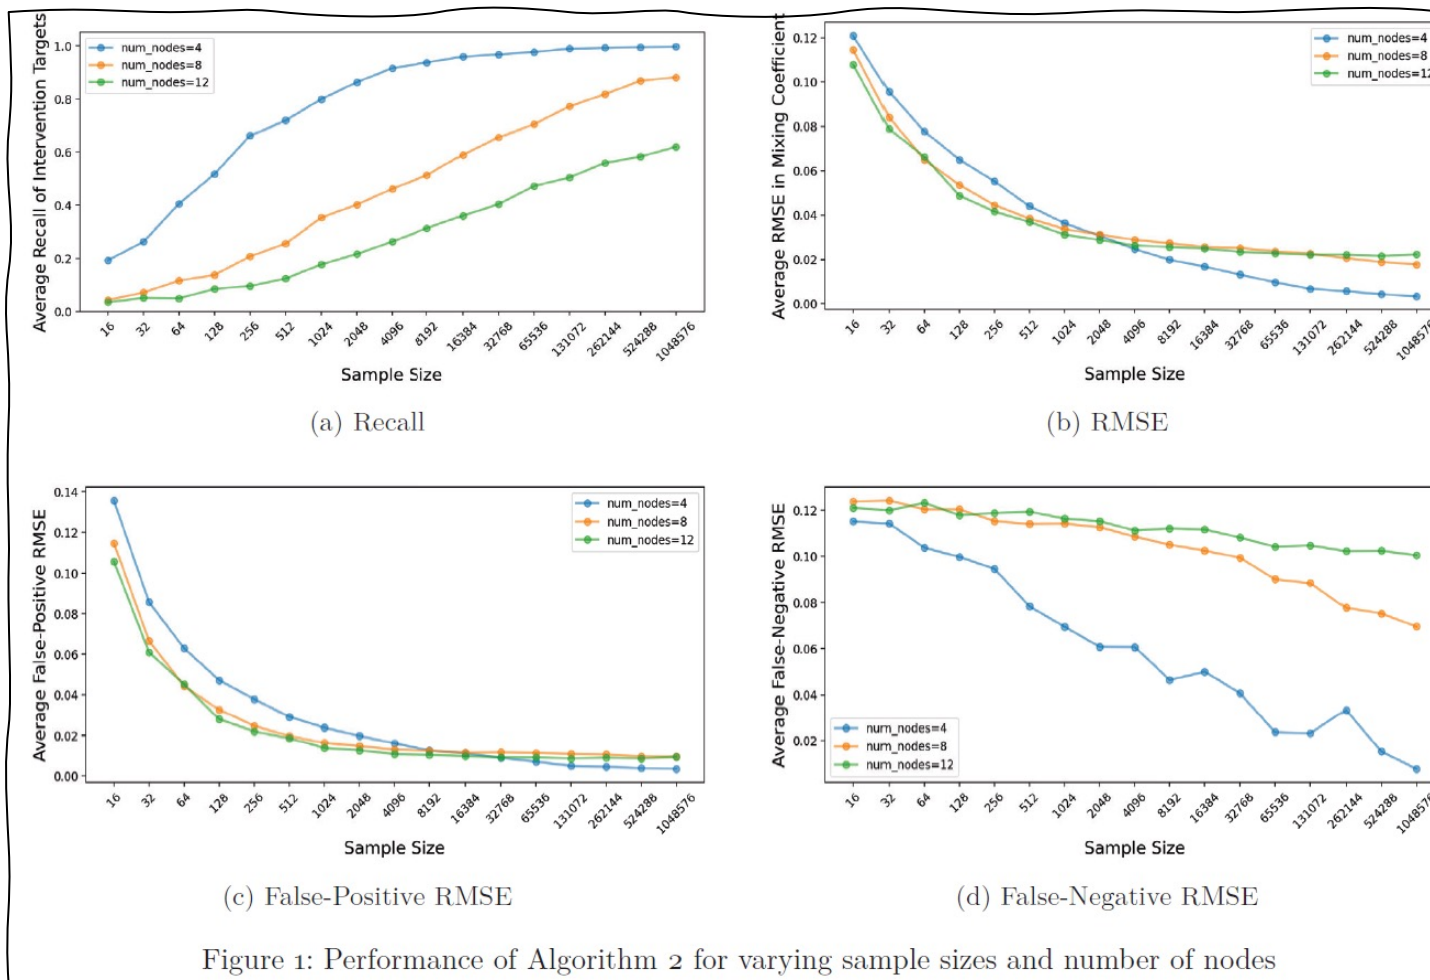 Average Recall of Intervention Targets
1.0
0.8
0.6
0.4
0.2
0.0
num_nodes=4
num_nodes=8
num_nodes=12
16 32 64 128 256 512 1024 2048 4096 8192 16384 32768 65536 131072 262144 524288 1048576
Sample Size
(a) Recall
Average RMSE in Mixing Coefficient
0.12
0.10
0.08
0.06
0.04
0.02
0.00
num_nodes=4
num_nodes=8
num_nodes=12
16 32 64 128 256 512 1024 2048 4096 8192 16384 32768 65536 131072 262144 524288 1048576
Sample Size
(b) RMSE
Average False-Positive RMSE
0.14
0.12
0.10
0.08
0.06
0.04
0.02
0.00
num_nodes=4
num_nodes=8
num_nodes=12
16 32 64 128 256 512 1024 2048 4096 8192 16384 32768 65536 131072 262144 524288 1048576
Sample Size
(c) False-Positive RMSE
Average False-Negative RMSE
0.12
0.10
0.08
0.06
0.04
0.02
num_nodes=4
num_nodes=8
num_nodes=12
16 32 64 128 256 512 1024 2048 4096 8192 16384 32768 65536 131072 262144 524288 1048576
Sample Size
(d) False-Negative RMSE
Figure 1: Performance of Algorithm 2 for varying sample sizes and number of nodes